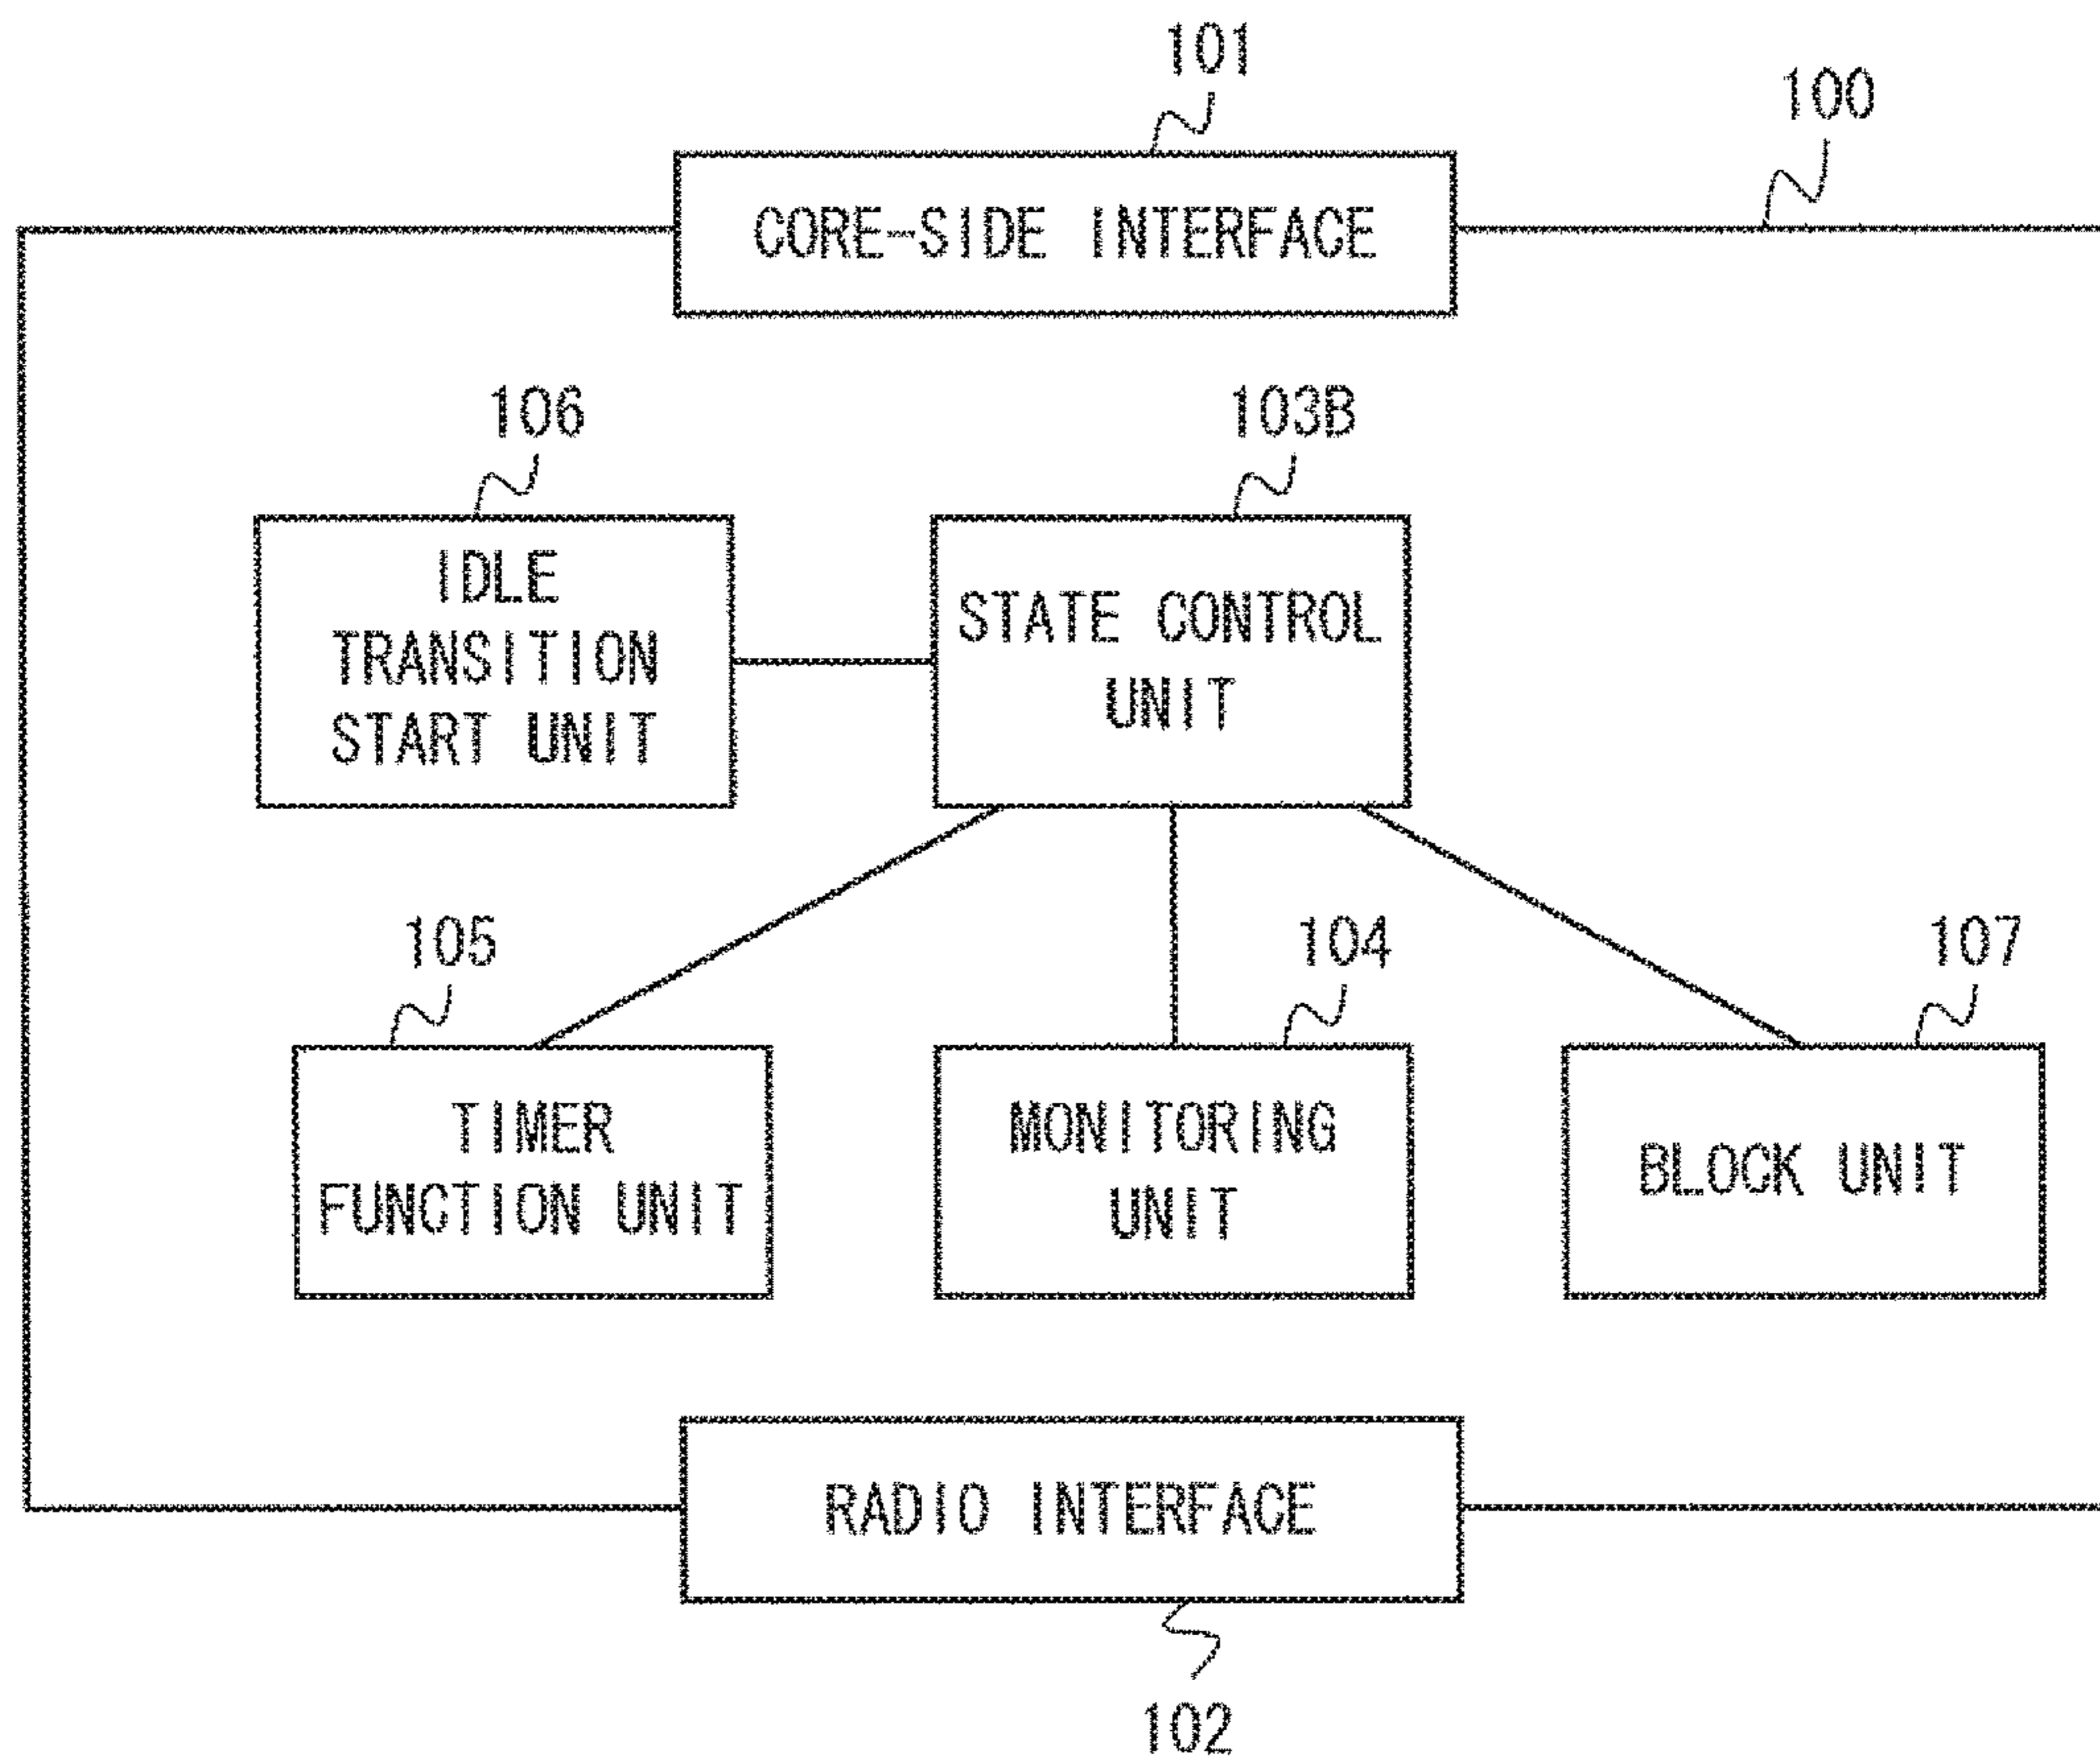 101
100
CORE-SIDE INTERFACE
106
103B
IDLE
TRANSITION
START UNIT
STATE CONTROL
UNIT
105
104
107
TIMER
FUNCTION UNIT
MONITORING
UNIT
BLOCK UNIT
RADIO INTERFACE
102